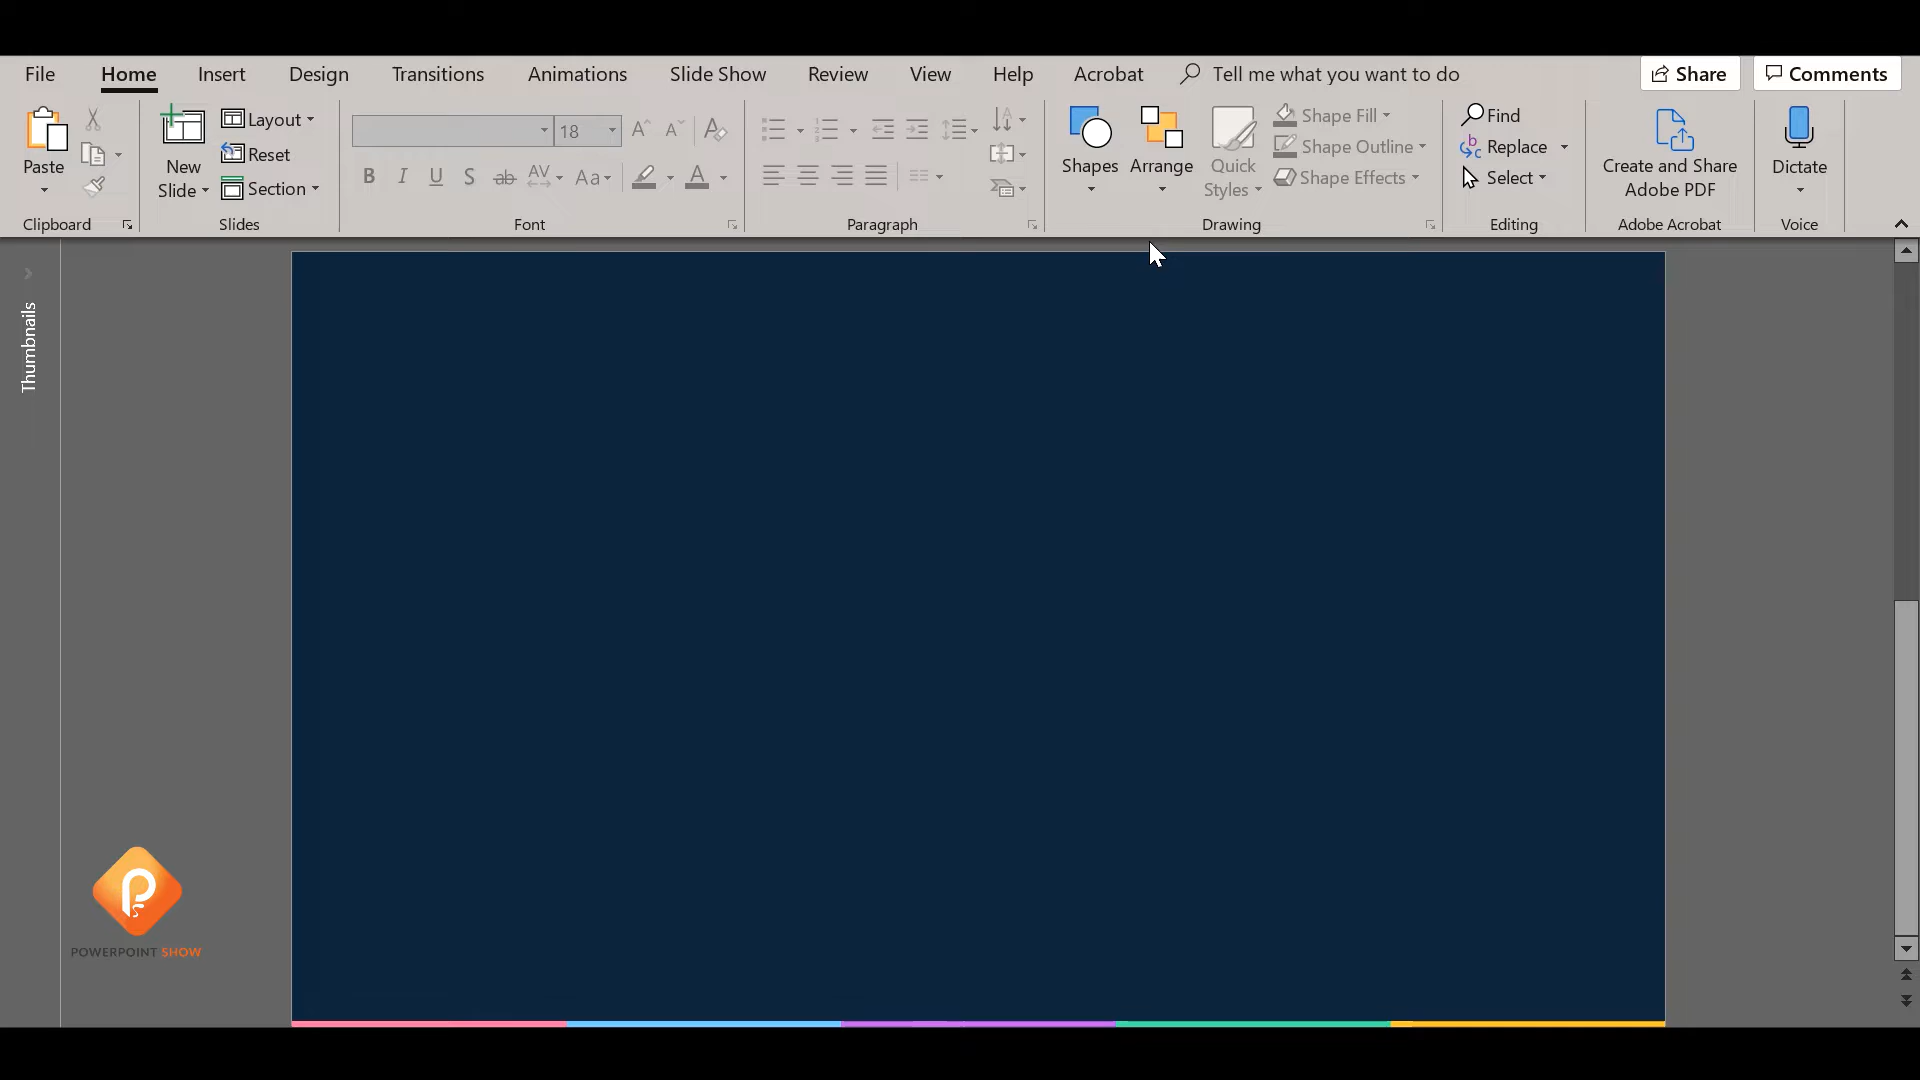 File Home Insert Design Transitions Animations Slide Show Review View Help Acrobat Tell me what you want to do Share Comments
Paste
Clipboard
New
Slide
Layout
Reset
Section
Slides
18
B I U S ab AV Aa A
Font
Paragraph
Shapes
Arrange
Quick
Styles
Shape Fill
Shape Outline
Shape Effects
Drawing
Find
Replace
Select
Editing
Create and Share
Adobe PDF
Adobe Acrobat
Dictate
Voice
Thumbnails
POWERPOINT SHOW